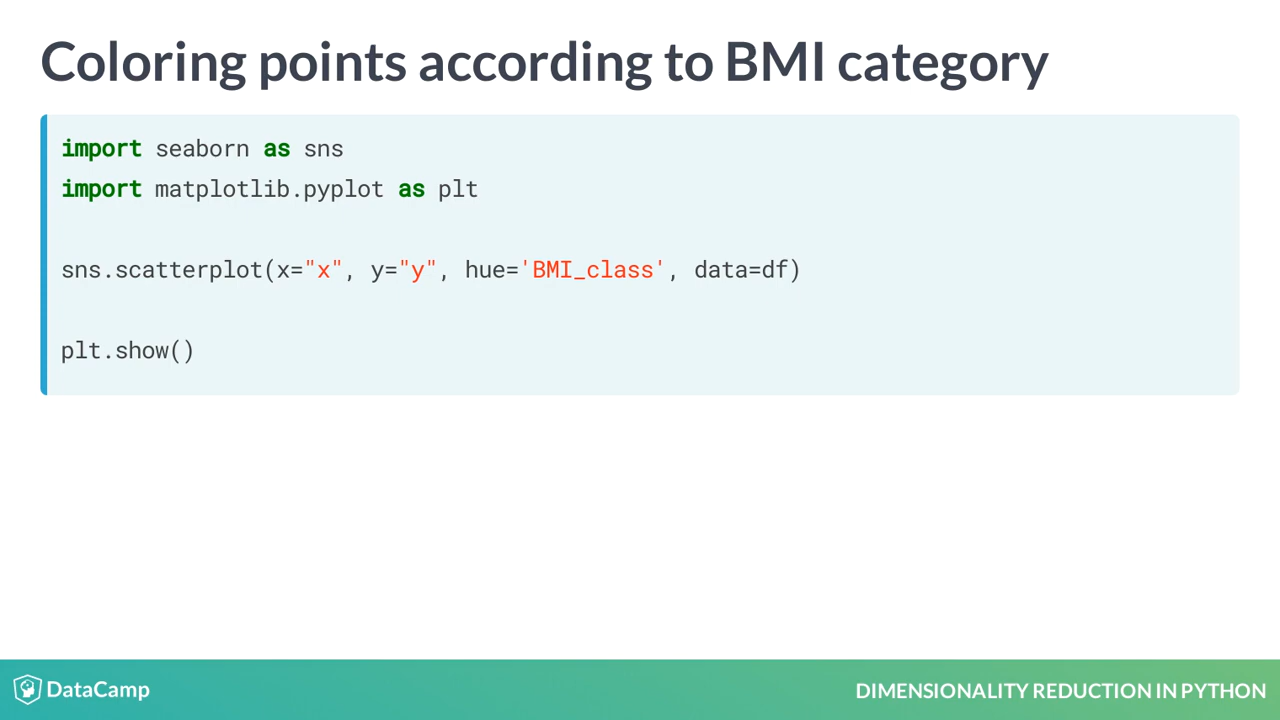 Coloring points according to BMI category
import seaborn as sns
import matplotlib.pyplot as plt
sns.scatterplot(x="x", y="y", hue='BMI_class', data=df)
plt.show()
DataCamp
DIMENSIONALITY REDUCTION IN PYTHON